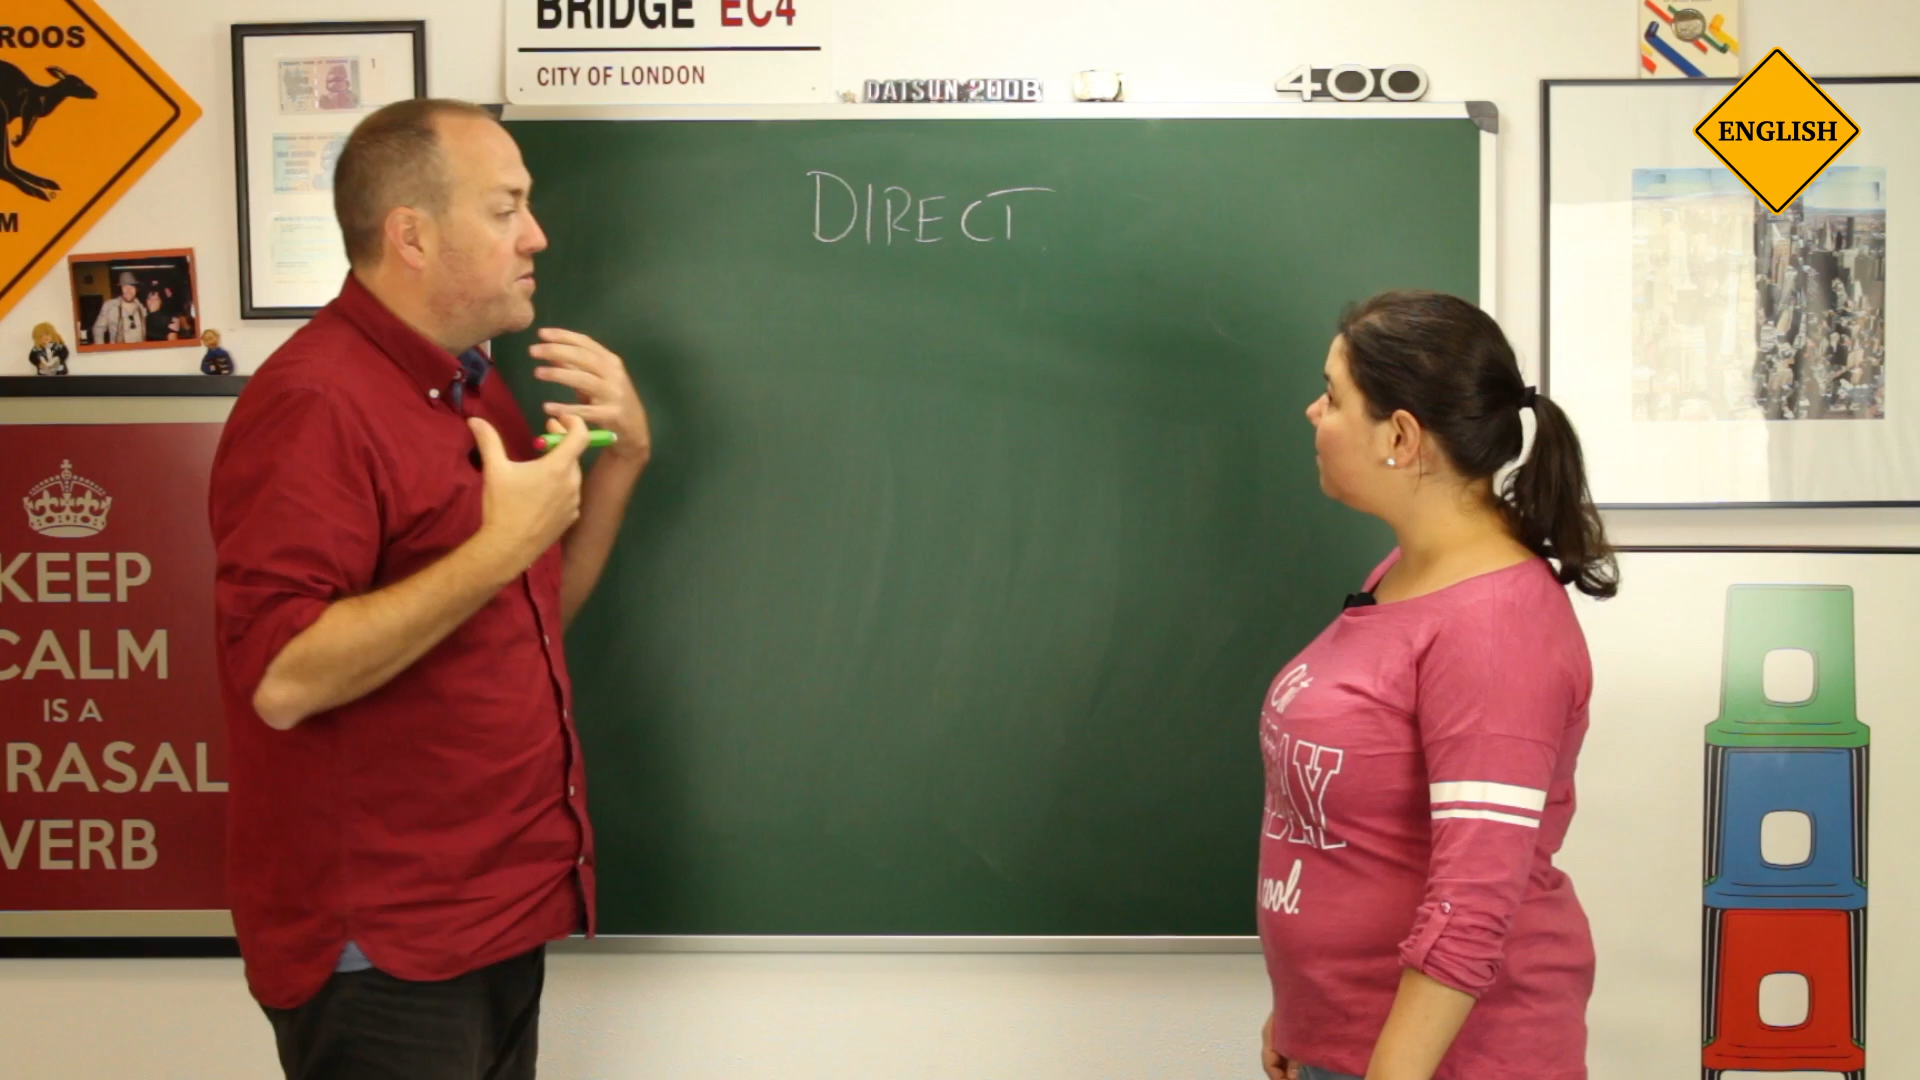 ROOS
M
BRIDGE EC4
CITY OF LONDON
DATSUN 200B
400
ENGLISH
DIRECT
KEEP
CALM
IS A
RASAL
VERB